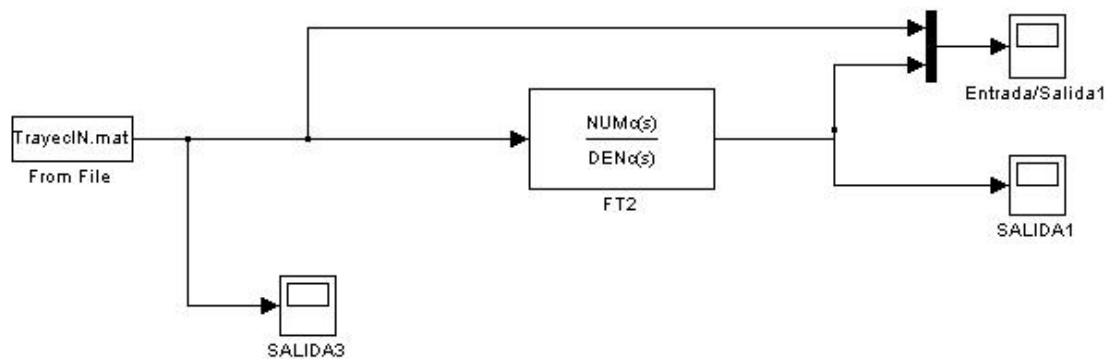 Entrada/Salida1
TrayecIN.mat
From File
NUMc(s)
DENc(s)
FT2
SALIDA1
SALIDA3